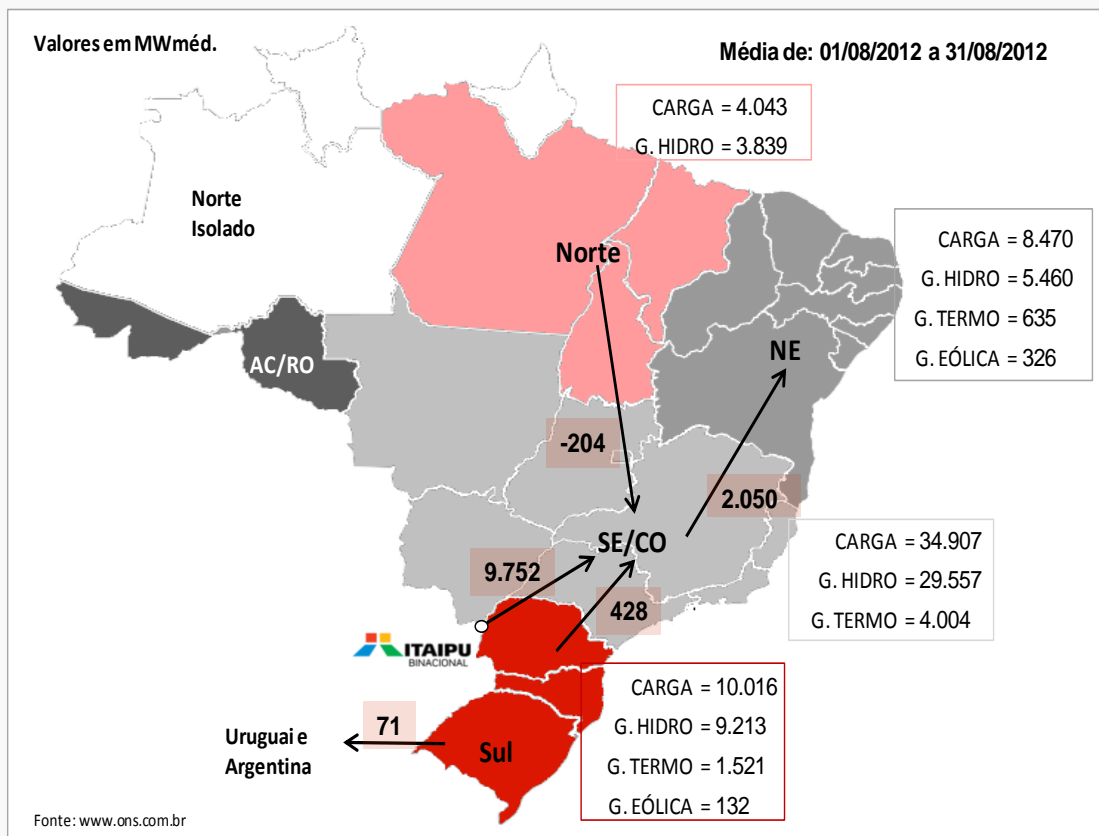 Valores em MWméd.
Média de: 01/08/2012 a 31/08/2012
CARGA = 4.043
G. HIDRO = 3.839
Norte
Isolado
Norte
CARGA = 8.470
G. HIDRO = 5.460
G. TERMO = 635
G. EÓLICA = 326
AC/RO
NE
-204
2.050
SE/CO
CARGA = 34.907
G. HIDRO = 29.557
G. TERMO = 4.004
9.752
428
ITAIPU
BINACIONAL
CARGA = 10.016
G. HIDRO = 9.213
G. TERMO = 1.521
G. EÓLICA = 132
71
Uruguai e
Argentina
Sul
Fonte: www.ons.com.br